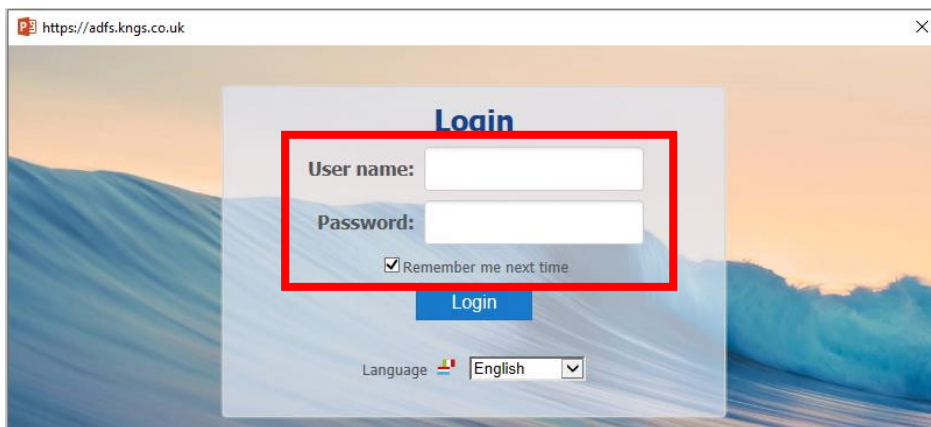 https://adfs.kngs.co.uk
Login
User name:
Password:
Remember me next time
Login
Language English